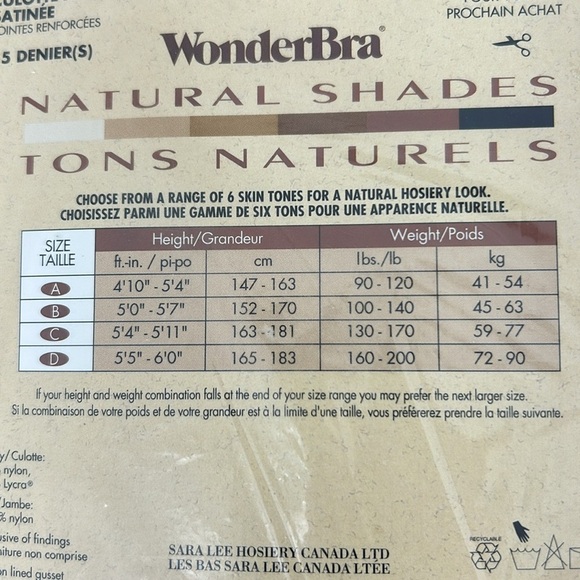 SATINÉE
POINTES RENFORCÉES
5 DENIER(S)
PROCHAIN ACHAT
WonderBra®
NATURAL SHADES
TONS NATURELS
CHOOSE FROM A RANGE OF 6 SKIN TONES FOR A NATURAL HOSIERY LOOK.
CHOISISSEZ PARMI UNE GAMME DE SIX TONS POUR UNE APPARENCE NATURELLE.
SIZE TAILLE Height/Grandeur Weight/Poids
ft.-in. / pi-po cm lbs./lb kg
A 4'10" - 5'4" 147 - 163 90 - 120 41 - 54
B 5'0" - 5'7" 152 - 170 100 - 140 45 - 63
C 5'4" - 5'11" 163 - 181 130 - 170 59 - 77
D 5'5" - 6'0" 165 - 183 160 - 200 72 - 90
If your height and weight combination falls at the end of your size range you may prefer the next larger size.
Si la combinaison de votre poids et de votre grandeur est à la limite d'une taille, vous préférerez prendre la taille suivante.
y/Culotte:
nylon,
Lycra®
/Jambe:
% nylon
usive of findings
niture non comprise
on lined gusset
SARA LEE HOSIERY CANADA LTD
LES BAS SARA LEE CANADA LTÉE
RECYCLABLE